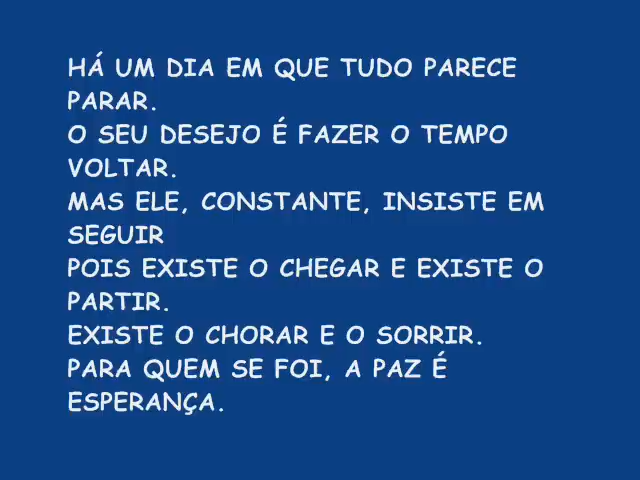 HÁ UM DIA EM QUE TUDO PARECE
PARAR.
O SEU DESEJO É FAZER O TEMPO
VOLTAR.
MAS ELE, CONSTANTE, INSISTE EM
SEGUIR
POIS EXISTE O CHEGAR E EXISTE O
PARTIR.
EXISTE O CHORAR E O SORRIR.
PARA QUEM SE FOI, A PAZ É
ESPERANÇA.